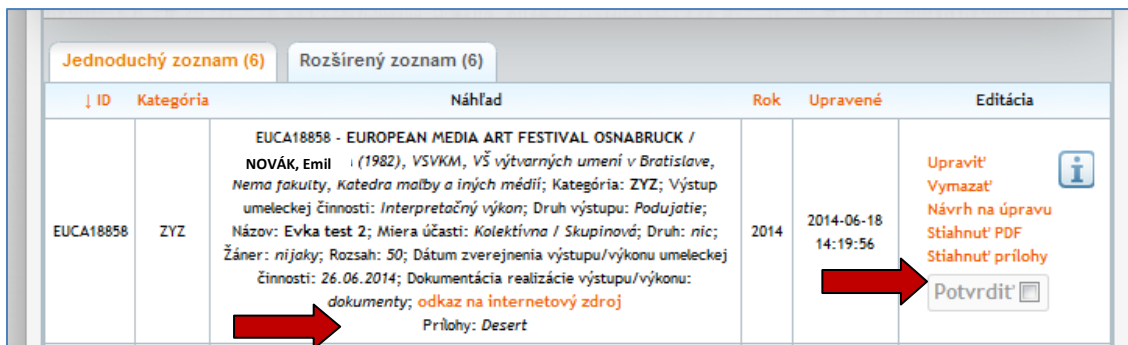 Jednoduchý zoznam (6) Rozšírený zoznam (6)
↓ ID Kategória Náhľad Rok Upravené Editácia
EUCA18858 - EUROPEAN MEDIA ART FESTIVAL OSNABRUCK /
NOVÁK, Emil (1982), VSVKM, VŠ výtvarných umení v Bratislave,
Nema fakulty, Katedra maľby a iných médií; Kategória: ZYZ; Výstup
umeleckej činnosti: Interpretačný výkon; Druh výstupu: Podujatie;
EUCA18858 ZYZ Názov: Evka test 2; Miera účasti: Kolektívna / Skupinová; Druh: nic; 2014 2014-06-18 14:19:56
Žáner: nijaky; Rozsah: 50; Dátum zverejnenia výstupu/výkonu umeleckej
činnosti: 26.06.2014; Dokumentácia realizácie výstupu/výkonu:
dokumenty; odkaz na internetový zdroj
Prílohy: Desert
Upraviť
Vymazať
Návrh na úpravu
Stiahnuť PDF
Stiahnuť prílohy
Potvrdiť